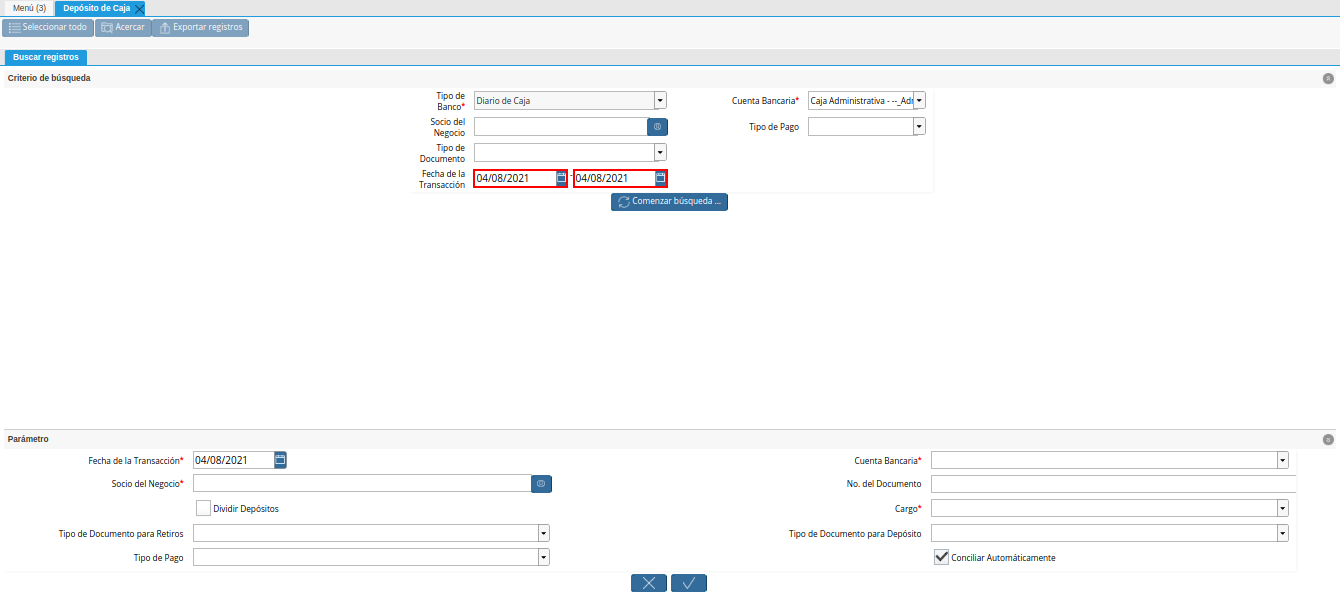 Menú (3) Depósito de Caja
Seleccionar todo Acercar Exportar registros
Buscar registros
Criterio de búsqueda
Tipo de Banco* Diario de Caja Cuenta Bancaria* Caja Administrativa - --_Adr
Socio del Negocio Tipo de Pago
Tipo de Documento
Fecha de la Transacción 04/08/2021 - 04/08/2021
Comenzar búsqueda ...
Parámetro
Fecha de la Transacción* 04/08/2021 Cuenta Bancaria*
Socio del Negocio* No. del Documento
Dividir Depósitos Cargo*
Tipo de Documento para Retiros Tipo de Documento para Depósito
Tipo de Pago Conciliar Automáticamente